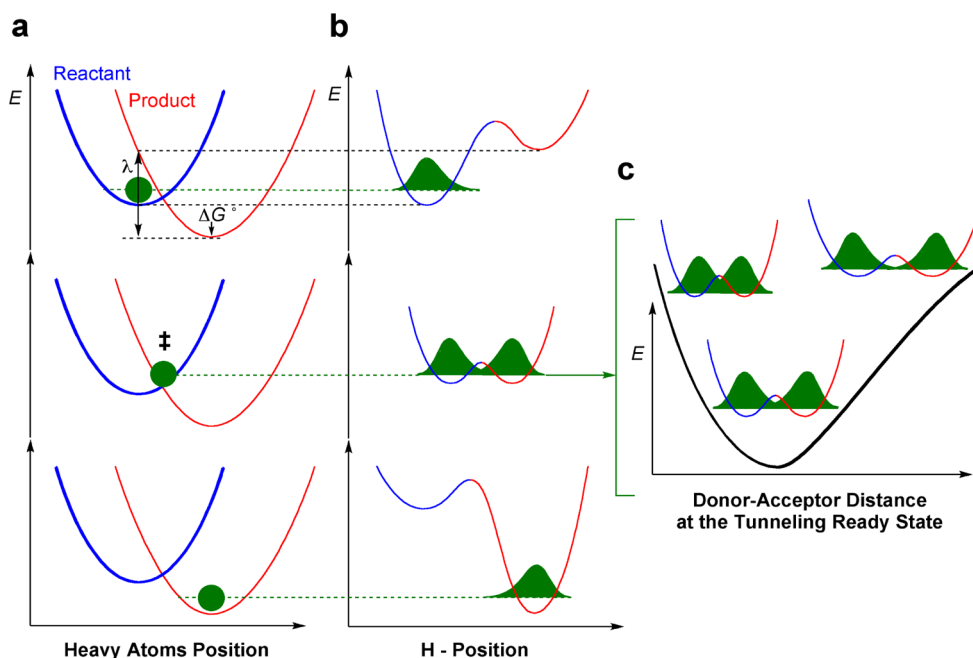 a
b
E
Reactant
Product
λ
ΔG°
E
c
‡
E
Heavy Atoms Position
H - Position
Donor-Acceptor Distance
at the Tunneling Ready State